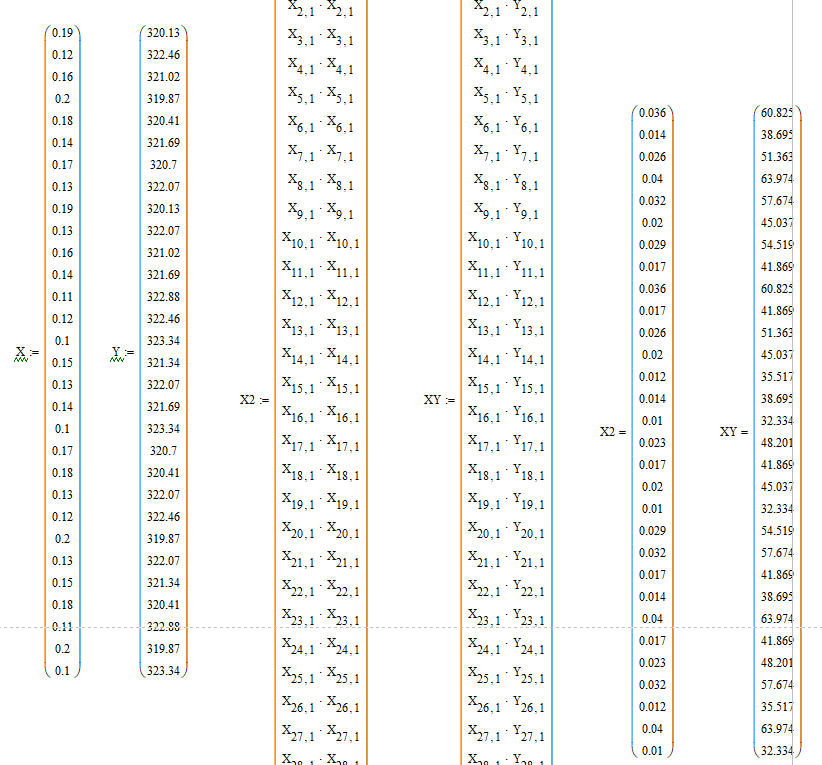 X :=
0.19
0.12
0.16
0.2
0.18
0.14
0.17
0.13
0.19
0.13
0.16
0.14
0.11
0.12
0.1
0.15
0.13
0.14
0.1
0.17
0.18
0.13
0.12
0.2
0.13
0.15
0.18
0.11
0.2
0.1
Y :=
320.13
322.46
321.02
319.87
320.41
321.69
320.7
322.07
320.13
322.07
321.02
321.69
322.88
322.46
323.34
321.34
322.07
321.69
323.34
320.7
320.41
322.07
322.46
319.87
322.07
321.34
320.41
322.88
319.87
323.34
X2 :=
X2,1 · X2,1
X3,1 · X3,1
X4,1 · X4,1
X5,1 · X5,1
X6,1 · X6,1
X7,1 · X7,1
X8,1 · X8,1
X9,1 · X9,1
X10,1 · X10,1
X11,1 · X11,1
X12,1 · X12,1
X13,1 · X13,1
X14,1 · X14,1
X15,1 · X15,1
X16,1 · X16,1
X17,1 · X17,1
X18,1 · X18,1
X19,1 · X19,1
X20,1 · X20,1
X21,1 · X21,1
X22,1 · X22,1
X23,1 · X23,1
X24,1 · X24,1
X25,1 · X25,1
X26,1 · X26,1
X27,1 · X27,1
X28,1 · X28,1
XY :=
X2,1 · Y2,1
X3,1 · Y3,1
X4,1 · Y4,1
X5,1 · Y5,1
X6,1 · Y6,1
X7,1 · Y7,1
X8,1 · Y8,1
X9,1 · Y9,1
X10,1 · Y10,1
X11,1 · Y11,1
X12,1 · Y12,1
X13,1 · Y13,1
X14,1 · Y14,1
X15,1 · Y15,1
X16,1 · Y16,1
X17,1 · Y17,1
X18,1 · Y18,1
X19,1 · Y19,1
X20,1 · Y20,1
X21,1 · Y21,1
X22,1 · Y22,1
X23,1 · Y23,1
X24,1 · Y24,1
X25,1 · Y25,1
X26,1 · Y26,1
X27,1 · Y27,1
X28,1 · Y28,1
X2 =
0.036
0.014
0.026
0.04
0.032
0.02
0.029
0.017
0.036
0.017
0.026
0.02
0.012
0.014
0.01
0.023
0.017
0.02
0.01
0.029
0.032
0.017
0.014
0.04
0.017
0.023
0.032
0.012
0.04
0.01
XY =
60.825
38.695
51.363
63.974
57.674
45.037
54.519
41.869
60.825
41.869
51.363
45.037
35.517
38.695
32.334
48.201
41.869
45.037
32.334
54.519
57.674
41.869
38.695
63.974
41.869
48.201
57.674
35.517
63.974
32.334